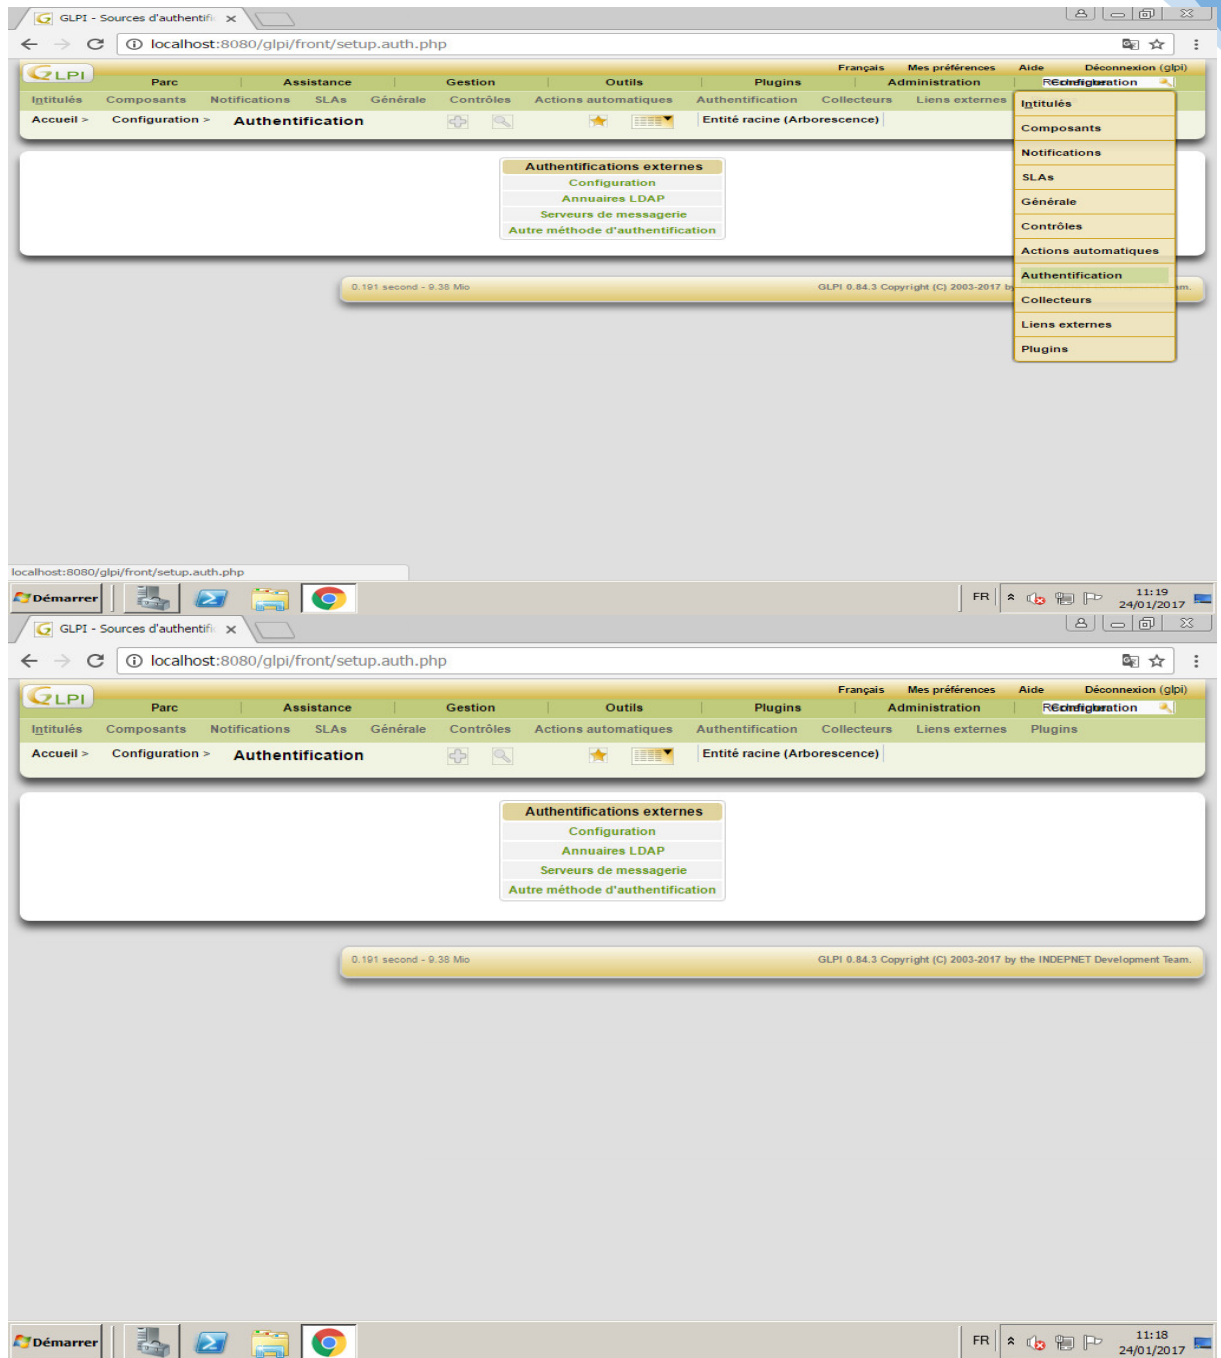 GLPI - Sources d'authentific
localhost:8080/glpi/front/setup.auth.php
GLPI
Français Mes préférences Aide Déconnexion (glpi)
Parc Assistance Gestion Outils Plugins Administration Configuration
Intitulés Composants Notifications SLAs Générale Contrôles Actions automatiques Authentification Collecteurs Liens externes
Accueil > Configuration > Authentification Entité racine (Arborescence)
Intitulés
Composants
Notifications
SLAs
Générale
Contrôles
Actions automatiques
Authentification
Collecteurs
Liens externes
Plugins
Authentifications externes
Configuration
Annuaires LDAP
Serveurs de messagerie
Autre méthode d'authentification
0.191 second - 9.38 Mio GLPI 0.84.3 Copyright (C) 2003-2017 by
localhost:8080/glpi/front/setup.auth.php
Démarrer FR 11:19
24/01/2017
GLPI - Sources d'authentific
localhost:8080/glpi/front/setup.auth.php
GLPI
Français Mes préférences Aide Déconnexion (glpi)
Parc Assistance Gestion Outils Plugins Administration Configuration
Intitulés Composants Notifications SLAs Générale Contrôles Actions automatiques Authentification Collecteurs Liens externes Plugins
Accueil > Configuration > Authentification Entité racine (Arborescence)
Authentifications externes
Configuration
Annuaires LDAP
Serveurs de messagerie
Autre méthode d'authentification
0.191 second - 9.38 Mio GLPI 0.84.3 Copyright (C) 2003-2017 by the INDEPNET Development Team.
Démarrer FR 11:18
24/01/2017